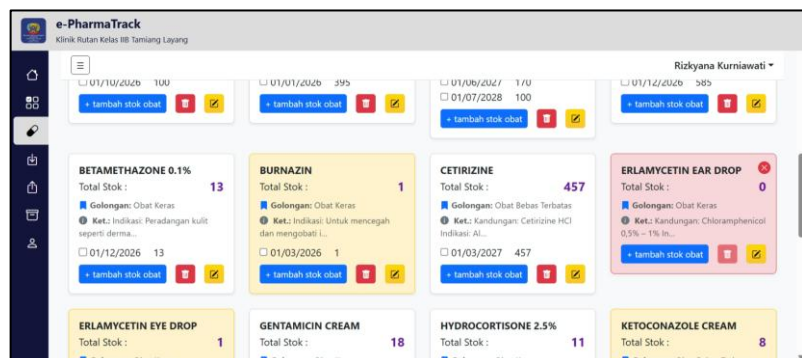 e-PharmaTrack
Klinik Rutan Kelas IIB Tamiang Layang
Rizkyana Kurniawati
01/10/2026 100
+ tambah stok obat
01/01/2026 395
+ tambah stok obat
01/06/2027 170
01/07/2028 100
+ tambah stok obat
01/12/2026 585
+ tambah stok obat
BETAMETHAZONE 0.1%
Total Stok : 13
Golongan: Obat Keras
Ket.: Indikasi: Peradangan kulit
seperti derma...
01/12/2026 13
+ tambah stok obat
BURNAZIN
Total Stok : 1
Golongan: Obat Keras
Ket.: Indikasi: Untuk mencegah
dan mengobati i...
01/03/2026 1
+ tambah stok obat
CETIRIZINE
Total Stok : 457
Golongan: Obat Bebas Terbatas
Ket.: Kandungan: Cetirizine HCl
Indikasi: Al...
01/03/2027 457
+ tambah stok obat
ERLAMYCETIN EAR DROP
Total Stok : 0
Golongan: Obat Keras
Ket.: Kandungan: Chloramphenicol
0,5% – 1% In...
+ tambah stok obat
ERLAMYCETIN EYE DROP
Total Stok : 1
GENTAMICIN CREAM
Total Stok : 18
HYDROCORTISONE 2.5%
Total Stok : 11
KETOCONAZOLE CREAM
Total Stok : 8